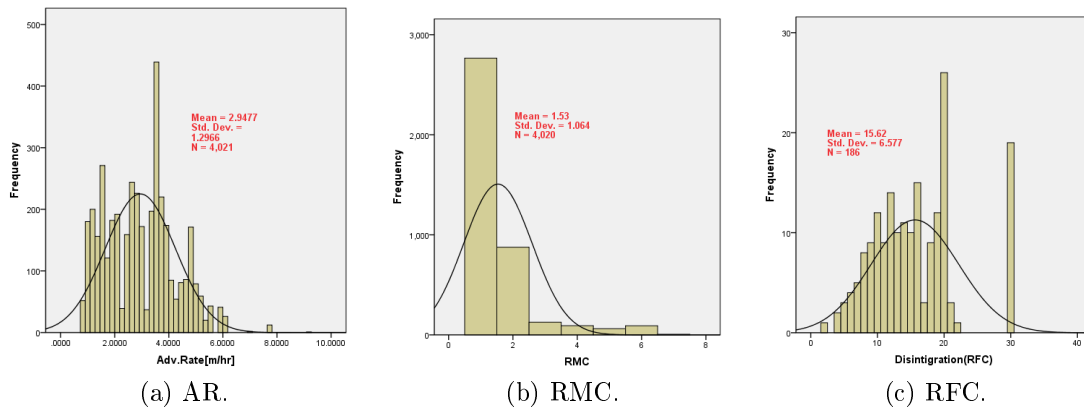 500
400
300
200
100
0
Frequency
Mean = 2.9477
Std. Dev. =
1.2966
N = 4,021
.0000
2.0000
4.0000
6.0000
8.0000
10.0000
Adv.Rate[m/hr]
(a) AR.
3,000
2,000
1,000
0
Frequency
Mean = 1.53
Std. Dev. = 1.064
N = 4,020
0
2
4
6
8
RMC
(b) RMC.
30
20
10
0
Frequency
Mean = 15.62
Std. Dev. = 6.577
N = 186
0
10
20
30
40
Disintigration(RFC)
(c) RFC.